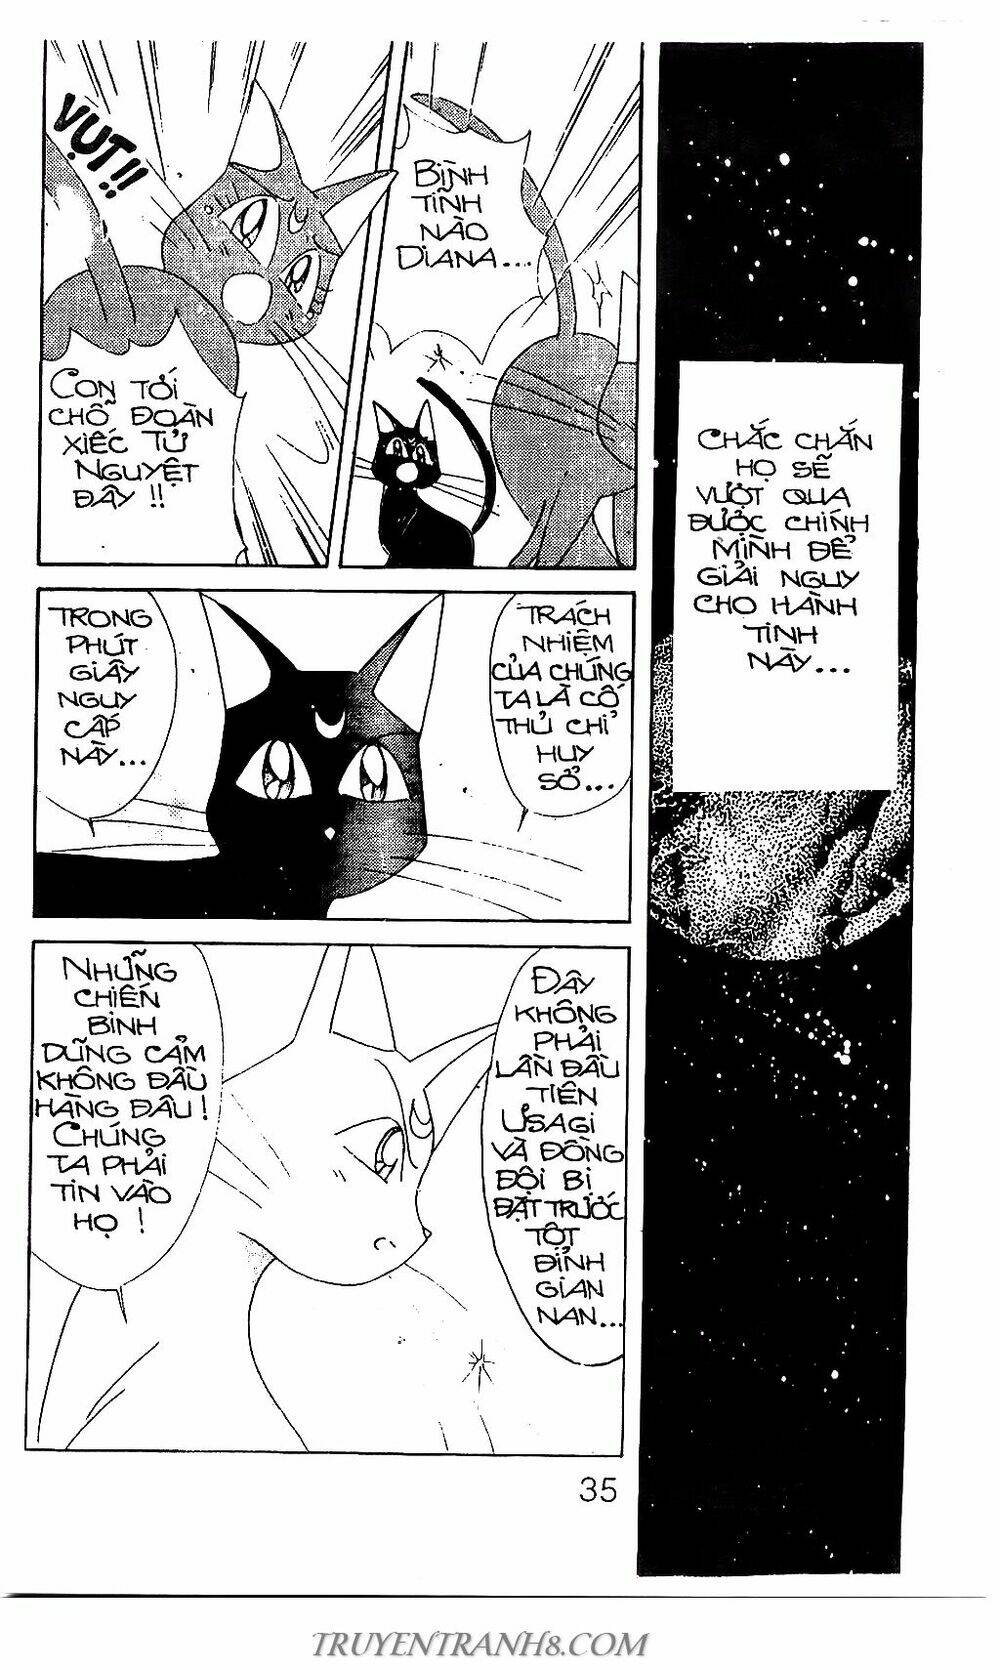 CHẮC CHẮN
HỌ SẼ
VƯỢT QUA
ĐƯỢC CHÍNH
MÌNH ĐỂ
GIẢI NGUY
CHO HÀNH
TINH
NÀY...
BÌNH
TĨNH
NÀO
DIANA...
VỤT!!
CON TỚI
CHỖ ĐOÀN
XIẾC TỬ
NGUYỆT
ĐÂY!!
TRÁCH
NHIỆM
CỦA CHÚNG
TA LÀ CỐ
THỦ CHỈ
HUY
SỞ...
TRONG
PHÚT
GIÂY
NGUY
CẤP
NÀY...
ĐÂY
KHÔNG
PHẢI
LẦN ĐẦU
TIÊN
USAGI
VÀ ĐỒNG
ĐỘI BỊ
ĐẶT TRƯỚC
TỘT
ĐỈNH
GIAN
NAN...
NHỮNG
CHIẾN
BINH
DŨNG CẢM
KHÔNG ĐẦU
HÀNG ĐÂU!
CHÚNG
TA PHẢI
TIN VÀO
HỌ!
35
TRUYENTRANH8.COM